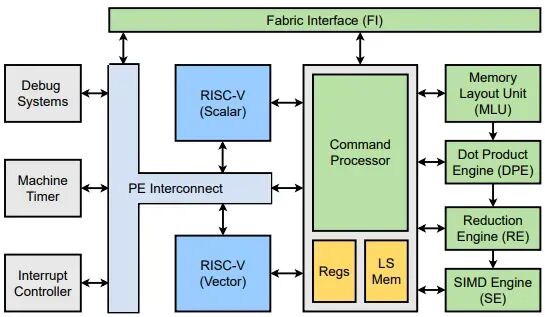 Fabric Interface (FI)
Debug
Systems
RISC-V
(Scalar)
Memory
Layout Unit
(MLU)
Command
Processor
Dot Product
Engine (DPE)
Machine
Timer
PE Interconnect
Reduction
Engine (RE)
Interrupt
Controller
RISC-V
(Vector)
Regs
LS
Mem
SIMD Engine
(SE)